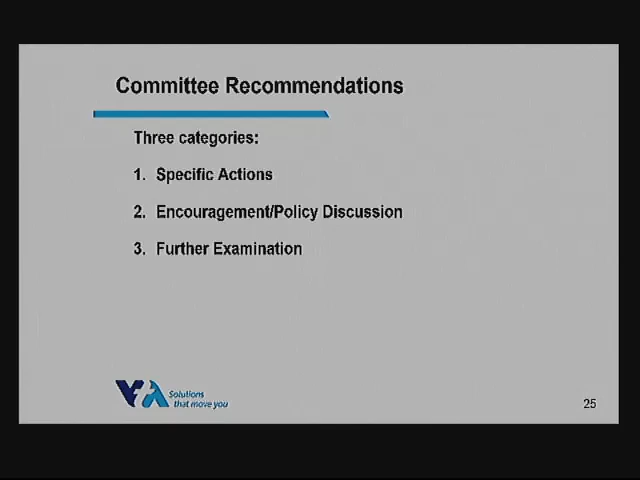 Committee Recommendations
Three categories:
1. Specific Actions
2. Encouragement/Policy Discussion
3. Further Examination
VTA Solutions
that move you
25